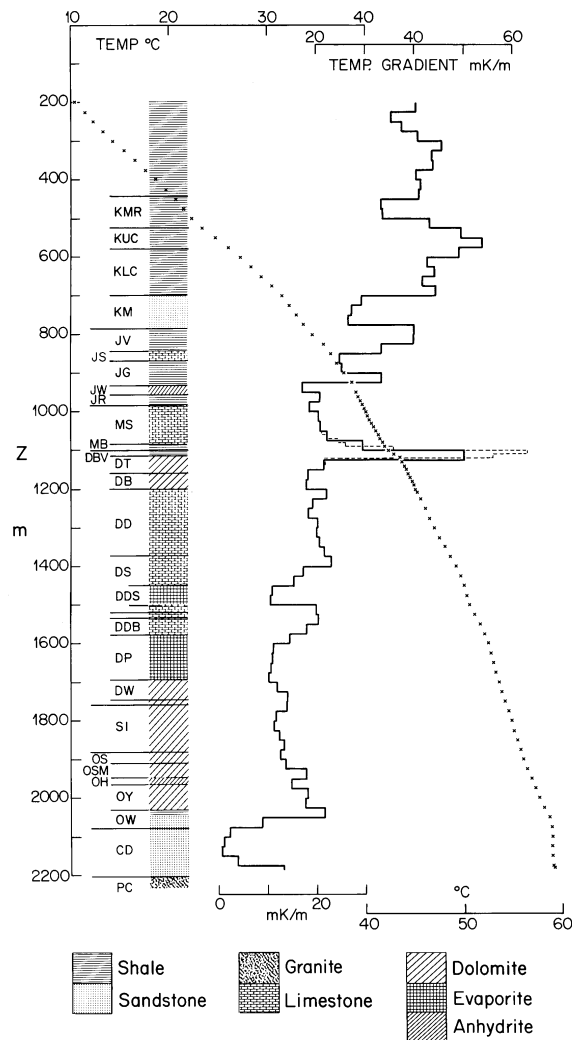 10 20 30 40 50 60
TEMP °C
20 40 60
TEMP. GRADIENT mK/m
200
400
KMR
KUC
600
KLC
KM
800
JV
JS
JG
JW
JR
1000
MS
Z
MB
DBV
DT
DB
1200
m
DD
1400
DS
DDS
DDB
1600
DP
DW
1800
SI
OS
OSM
OH
2000
OY
OW
CD
2200
PC
0 20
mK/m
°C
40 60
Shale Granite Dolomite
Sandstone Limestone Evaporite
Anhydrite